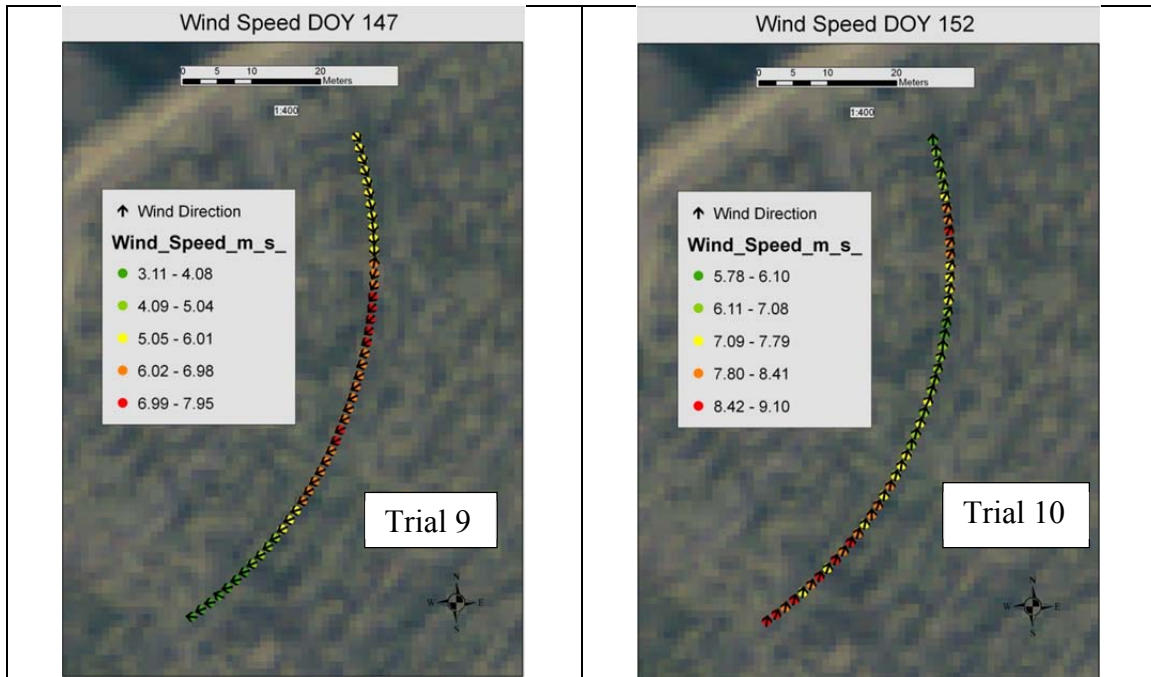 Wind Speed DOY 147
0 5 10 20
Meters
1:400
↑ Wind Direction
Wind_Speed_m_s_
3.11 - 4.08
4.09 - 5.04
5.05 - 6.01
6.02 - 6.98
6.99 - 7.95
Trial 9
N
W E
S
Wind Speed DOY 152
0 5 10 20
Meters
1:400
↑ Wind Direction
Wind_Speed_m_s_
5.78 - 6.10
6.11 - 7.08
7.09 - 7.79
7.80 - 8.41
8.42 - 9.10
Trial 10
N
W E
S